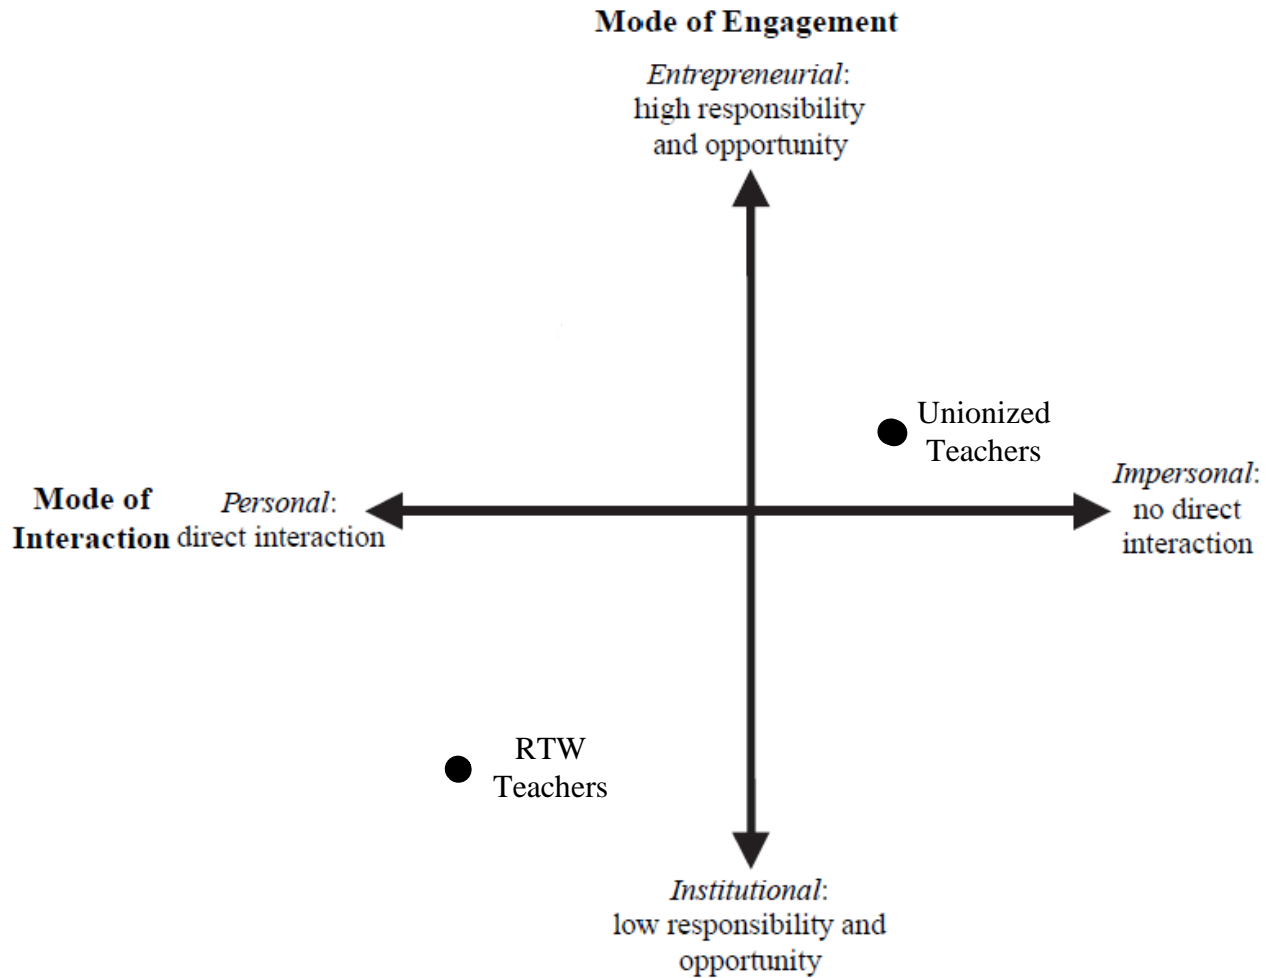 Mode of Engagement
Entrepreneurial:
high responsibility
and opportunity
Unionized
Teachers
Mode of
Interaction
Personal:
direct interaction
Impersonal:
no direct
interaction
RTW
Teachers
Institutional:
low responsibility and
opportunity